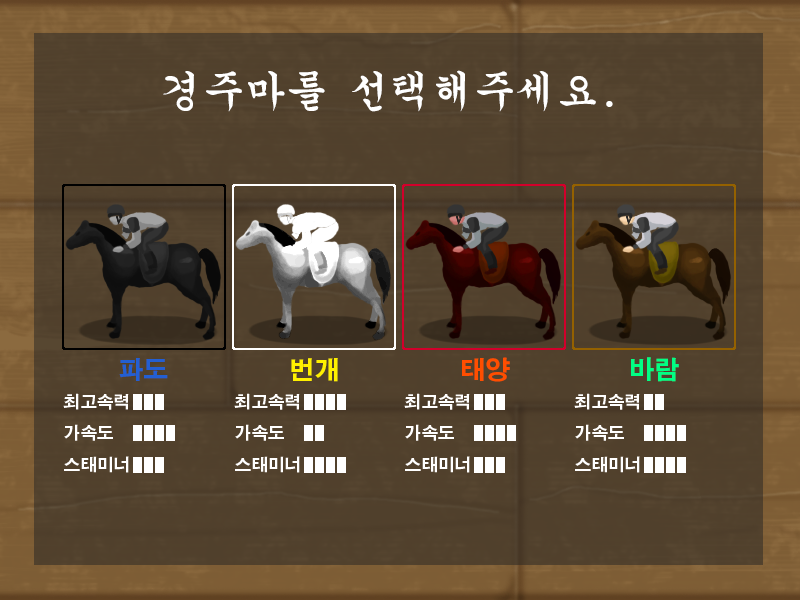 경주마를 선택해주세요.
파도 번개 태양 바람
최고속력 최고속력 최고속력 최고속력
가속도 가속도 가속도 가속도
스태미너 스태미너 스태미너 스태미너